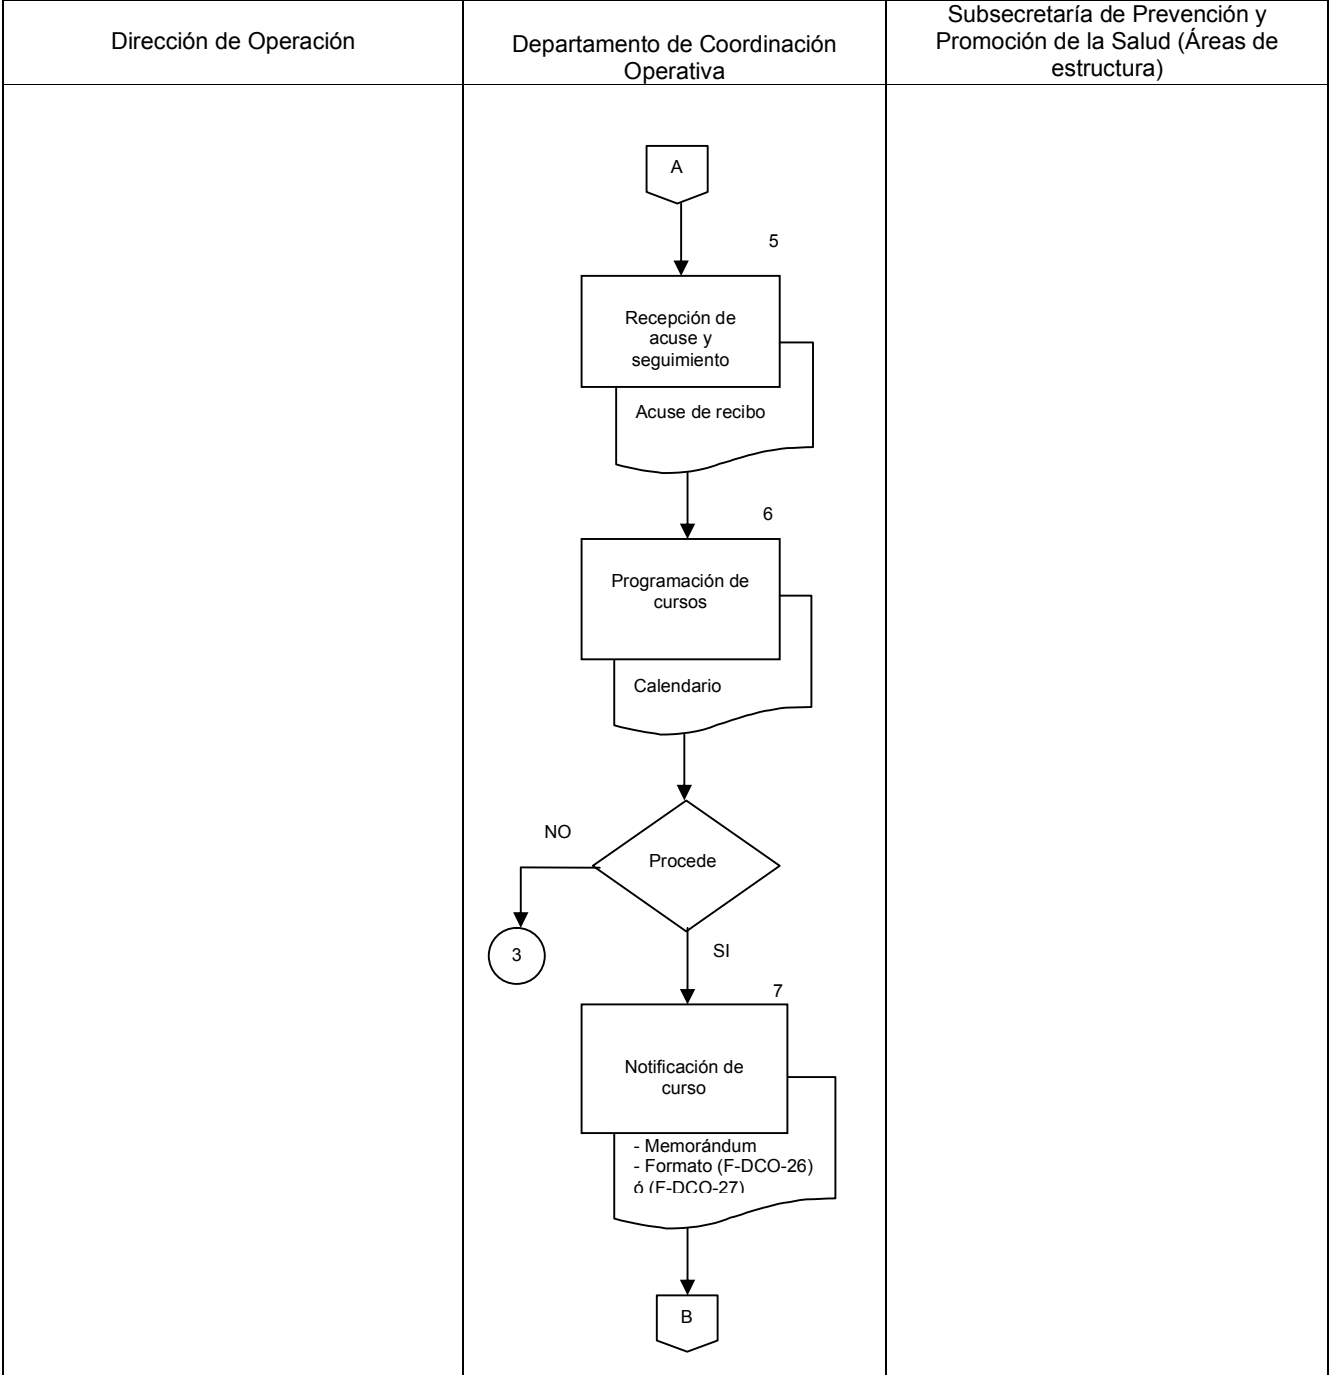 Dirección de Operación
Departamento de Coordinación
Operativa
Subsecretaría de Prevención y
Promoción de la Salud (Áreas de
estructura)
A
5
Recepción de
acuse y
seguimiento
Acuse de recibo
6
Programación de
cursos
Calendario
NO
Procede
3
SI
7
Notificación de
curso
- Memorándum
- Formato (F-DCO-26)
ó (F-DCO-27)
B